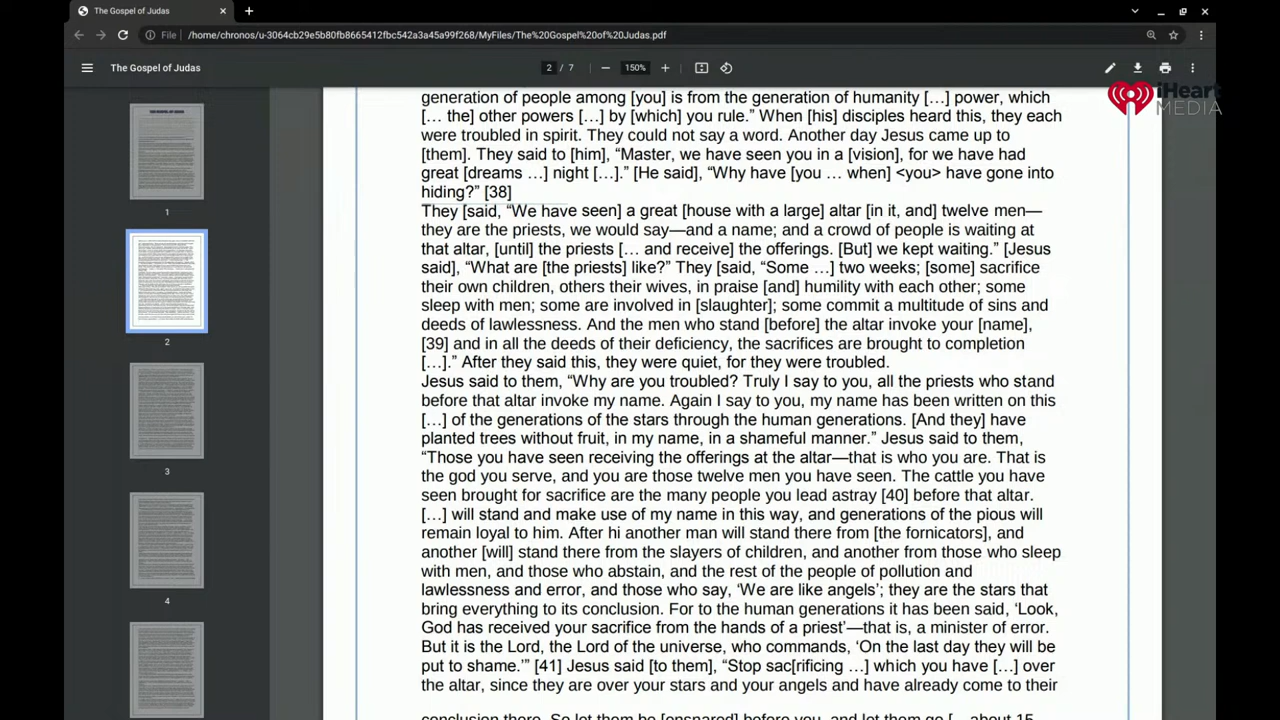 The Gospel of Judas
File /home/chronos/u-3064cb29e5b80fb8665412fbc542a3a45a99f268/MyFiles/The%20Gospel%20of%20Judas.pdf
The Gospel of Judas
2 / 7
150%
iHeart
MEDIA
1
2
3
4
generation of people among [you] is from the generation of humanity […] power, which
[… the] other powers […] by [which] you rule.” When [his] disciples heard this, they each
were troubled in spirit. They could not say a word. Another day Jesus came up to
[them]. They said to [him], “Master, we have seen you in a [vision], for we have had
great [dreams …] night […].” [He said], “Why have [you … when] <you> have gone into
hiding?” [38]
They [said, “We have seen] a great [house with a large] altar [in it, and] twelve men—
they are the priests, we would say—and a name; and a crowd of people is waiting at
that altar, [until] the priests [… and receive] the offerings. [But] we kept waiting.” [Jesus
said], “What are [the priests] like?” They [said, “Some …] two weeks; [some] sacrifice
their own children, others their wives, in praise [and] humility with each other; some
sleep with men; some are involved in [slaughter]; some commit a multitude of sins and
deeds of lawlessness. And the men who stand [before] the altar invoke your [name],
[39] and in all the deeds of their deficiency, the sacrifices are brought to completion
[…].” After they said this, they were quiet, for they were troubled.
Jesus said to them, “Why are you troubled? Truly I say to you, all the priests who stand
before that altar invoke my name. Again I say to you, my name has been written on this
[…] of the generations of the stars through the human generations. [And they] have
planted trees without fruit, in my name, in a shameful manner.” Jesus said to them,
“Those you have seen receiving the offerings at the altar—that is who you are. That is
the god you serve, and you are those twelve men you have seen. The cattle you have
seen brought for sacrifice are the many people you lead astray [40] before that altar.
[…] will stand and make use of my name in this way, and generations of the pious will
remain loyal to him. After him another man will stand there from [the fornicators], and
another [will] stand there from the slayers of children, and another from those who sleep
with men, and those who abstain, and the rest of the people of pollution and
lawlessness and error, and those who say, ‘We are like angels’; they are the stars that
bring everything to its conclusion. For to the human generations it has been said, ‘Look,
God has received your sacrifice from the hands of a priest’—that is, a minister of error.
But it is the Lord, the Lord of the universe, who commands, ‘On the last day they will be
put to shame.’” [41] Jesus said [to them], “Stop sacrificing which you have […] over
the altar, since they are over your stars and your angels and have already come to their
conclusion there. So let them be [ensnared] before you, and let them go [… about 15